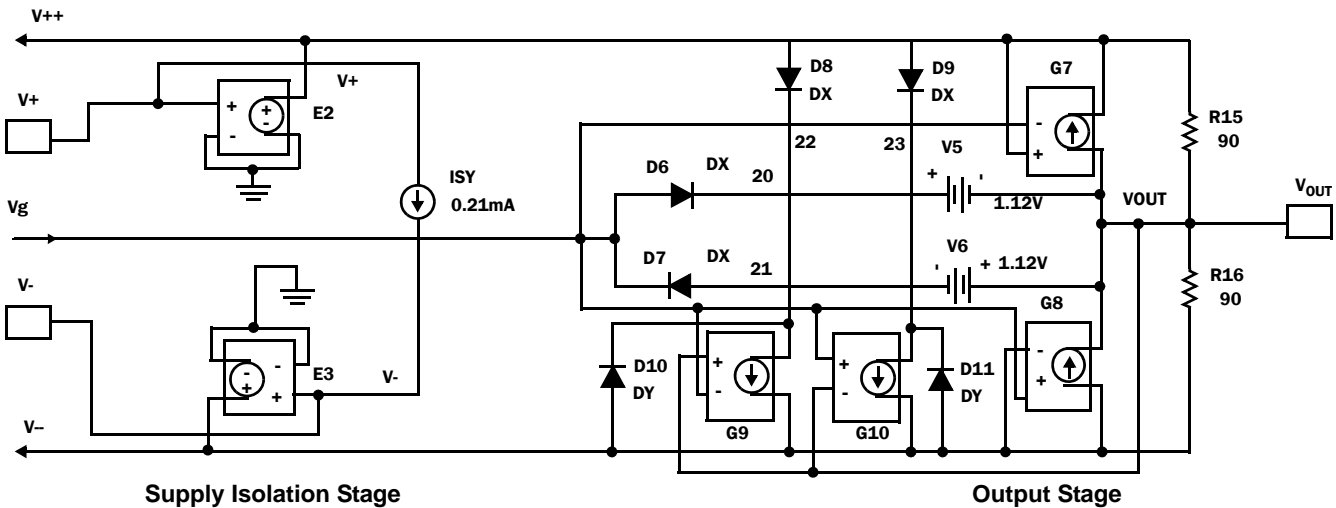 V++
V+
+
-
+
-
E2
V+
ISY
0.21mA
Vg
V-
-
+
-
+
E3
V-
V--
D8
DX
22
D9
DX
23
G7
-
+
R15
90
D6
DX
20
V5
+
-
1.12V
VOUT
VOUT
D7
DX
21
V6
-
+ 1.12V
R16
90
G8
-
+
D10
DY
+
-
G9
+
-
G10
D11
DY
Supply Isolation Stage
Output Stage